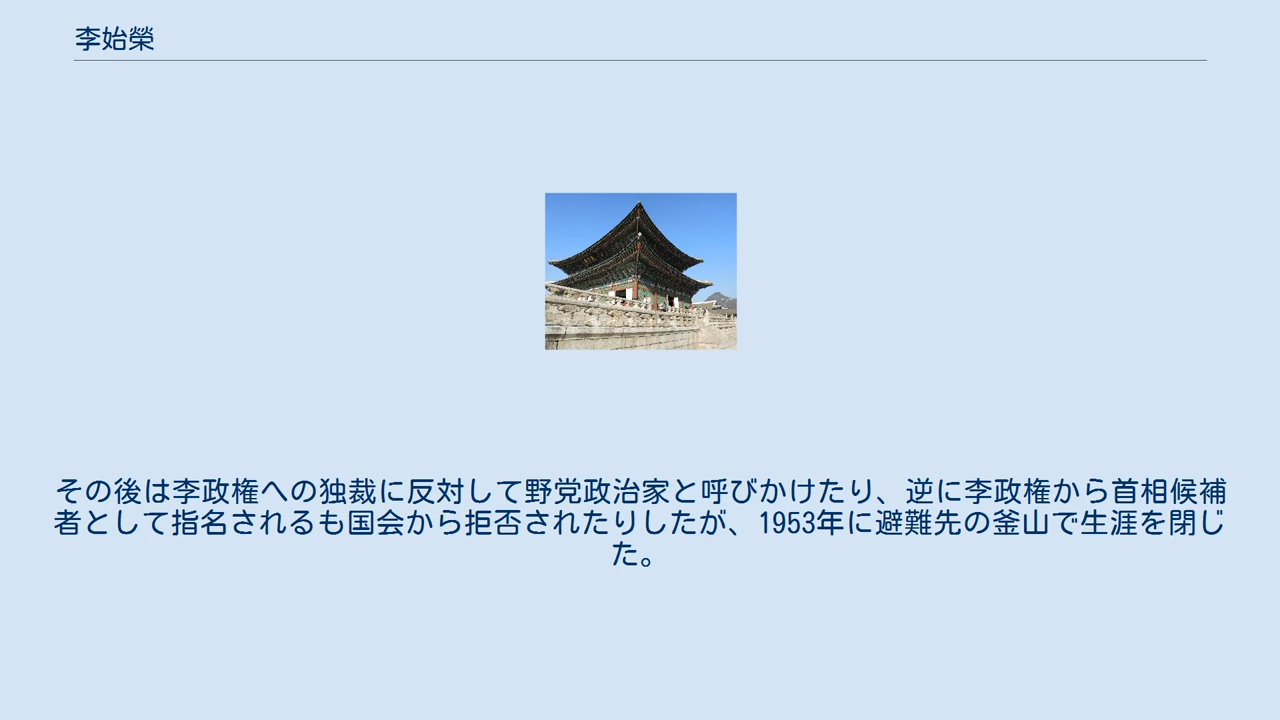 李始榮
その後は李政権への独裁に反対して野党政治家と呼びかけたり、逆に李政権から首相候補
者として指名されるも国会から拒否されたりしたが、1953年に避難先の釜山で生涯を閉じ
た。